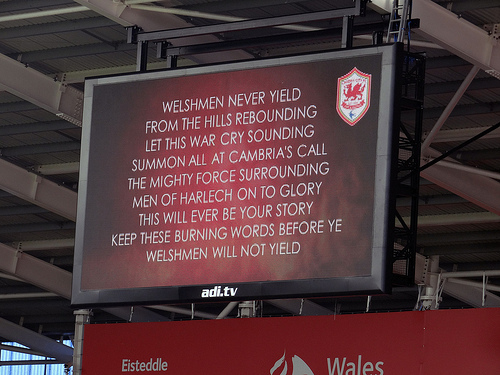 WELSHMEN NEVER YIELD
FROM THE HILLS REBOUNDING
LET THIS WAR CRY SOUNDING
SUMMON ALL AT CAMBRIA'S CALL
THE MIGHTY FORCE SURROUNDING
MEN OF HARLECH ON TO GLORY
THIS WILL EVER BE YOUR STORY
KEEP THESE BURNING WORDS BEFORE YE
WELSHMEN WILL NOT YIELD
adi.tv
Eisteddle
Wales